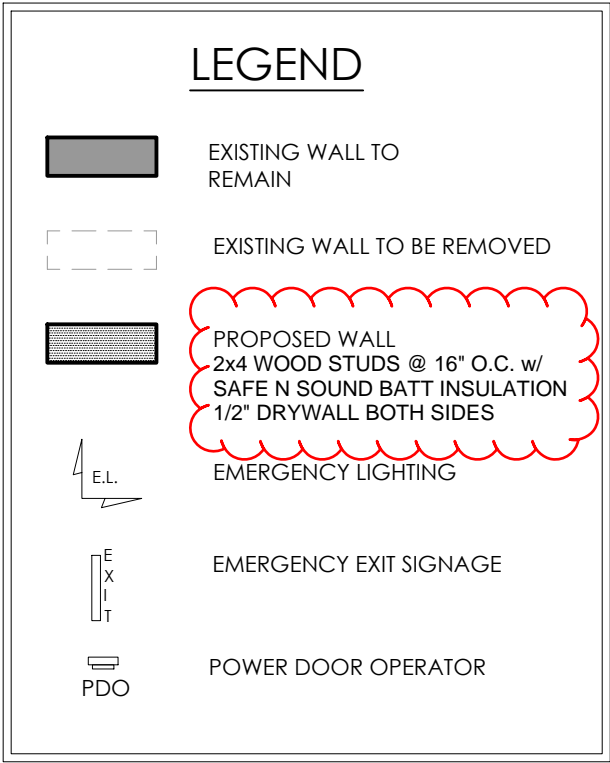 LEGEND
EXISTING WALL TO
REMAIN
EXISTING WALL TO BE REMOVED
PROPOSED WALL
2x4 WOOD STUDS @ 16" O.C. w/
SAFE N SOUND BATT INSULATION
1/2" DRYWALL BOTH SIDES
E.L.
EMERGENCY LIGHTING
EXIT
EMERGENCY EXIT SIGNAGE
PDO
POWER DOOR OPERATOR